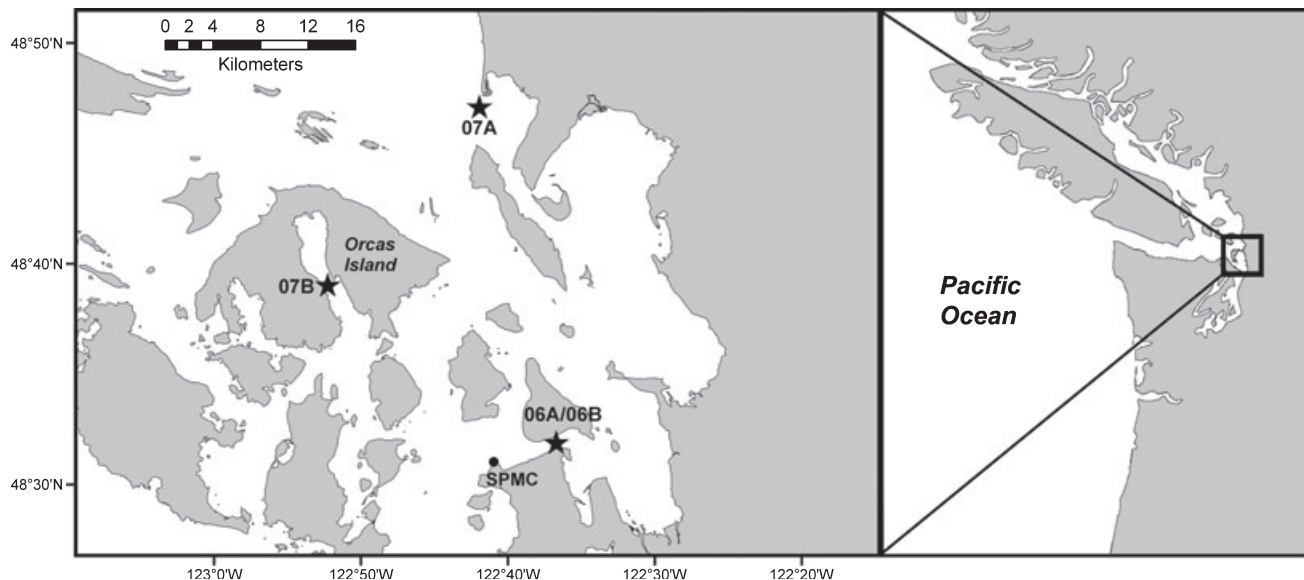 0 2 4 8 12 16
Kilometers
48°50'N
07A
Orcas
Island
48°40'N
07B
Pacific
Ocean
06A/06B
SPMC
48°30'N
123°0'W 122°50'W 122°40'W 122°30'W 122°20'W